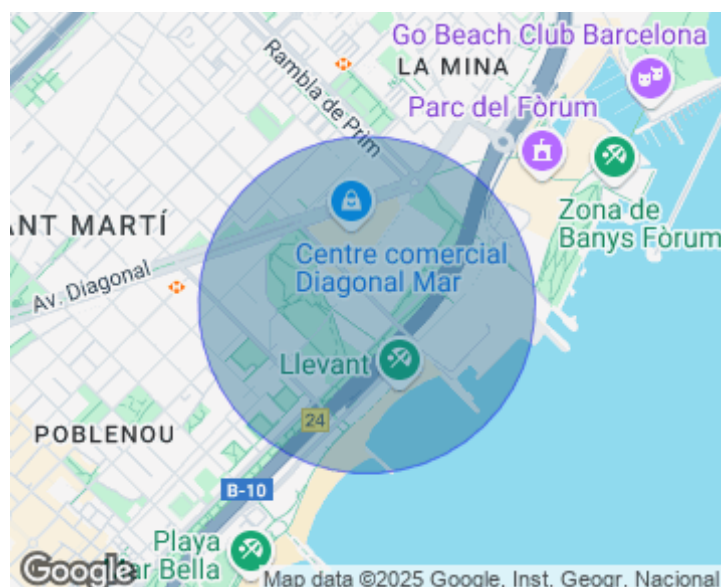 Go Beach Club Barcelona
LA MINA
Rambla de Prim
Parc del Fòrum
ANT MARTÍ
Zona de
Banys Fòrum
Centre comercial
Diagonal Mar
Av. Diagonal
Llevant
24
POBLENOU
B-10
Playa
Mar Bella
Google
Map data ©2025 Google, Inst. Geogr. Nacional